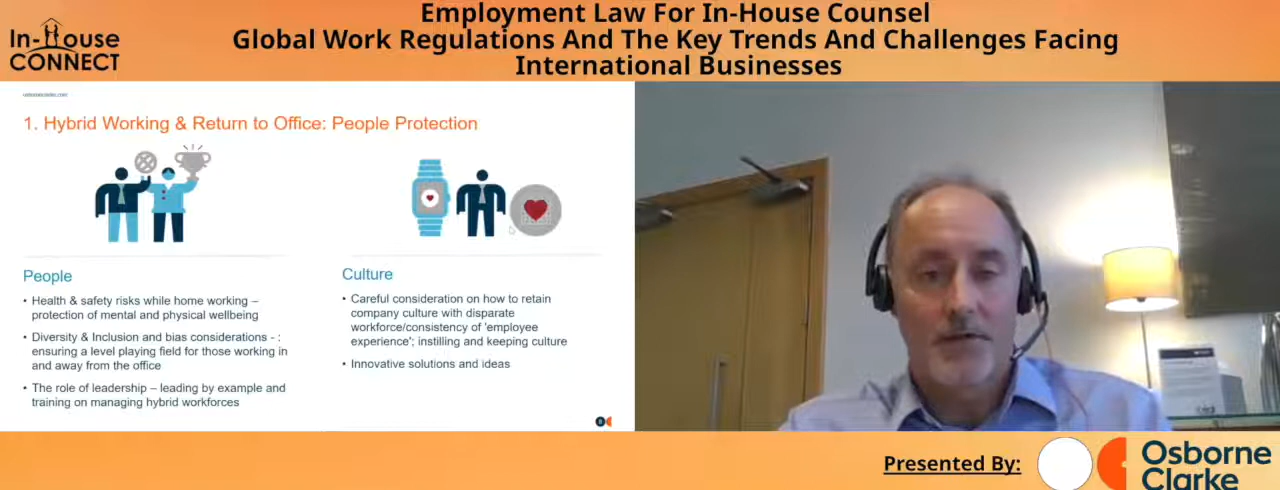 In-House
CONNECT
Employment Law For In-House Counsel
Global Work Regulations And The Key Trends And Challenges Facing
International Businesses
1. Hybrid Working & Return to Office: People Protection
People
• Health & safety risks while home working –
protection of mental and physical wellbeing
• Diversity & Inclusion and bias considerations - :
ensuring a level playing field for those working in
and away from the office
• The role of leadership – leading by example and
training on managing hybrid workforces
Culture
• Careful consideration on how to retain
company culture with disparate
workforce/consistency of 'employee
experience'; instilling and keeping culture
• Innovative solutions and ideas
Presented By:
Osborne
Clarke